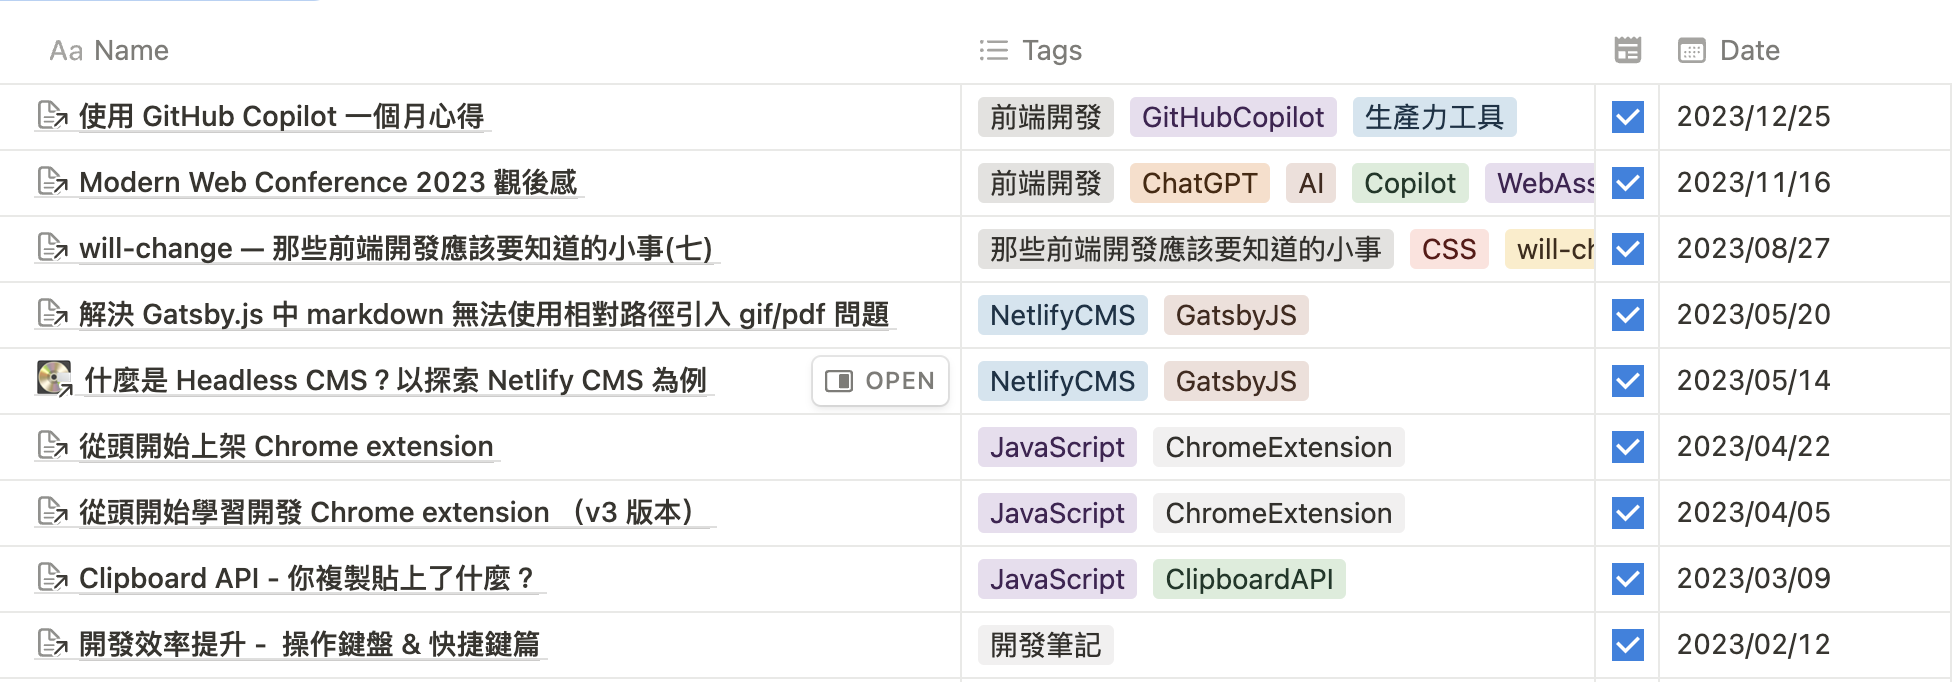 Aa Name Tags Date
使用 GitHub Copilot 一個月心得 前端開發 GitHubCopilot 生產力工具 2023/12/25
Modern Web Conference 2023 觀後感 前端開發 ChatGPT AI Copilot WebAss 2023/11/16
will-change — 那些前端開發應該要知道的小事(七) 那些前端開發應該要知道的小事 CSS will-ch 2023/08/27
解決 Gatsby.js 中 markdown 無法使用相對路徑引入 gif/pdf 問題 NetlifyCMS GatsbyJS 2023/05/20
什麼是 Headless CMS？以探索 Netlify CMS 為例 OPEN NetlifyCMS GatsbyJS 2023/05/14
從頭開始上架 Chrome extension JavaScript ChromeExtension 2023/04/22
從頭開始學習開發 Chrome extension （v3 版本） JavaScript ChromeExtension 2023/04/05
Clipboard API - 你複製貼上了什麼？ JavaScript ClipboardAPI 2023/03/09
開發效率提升 - 操作鍵盤 & 快捷鍵篇 開發筆記 2023/02/12